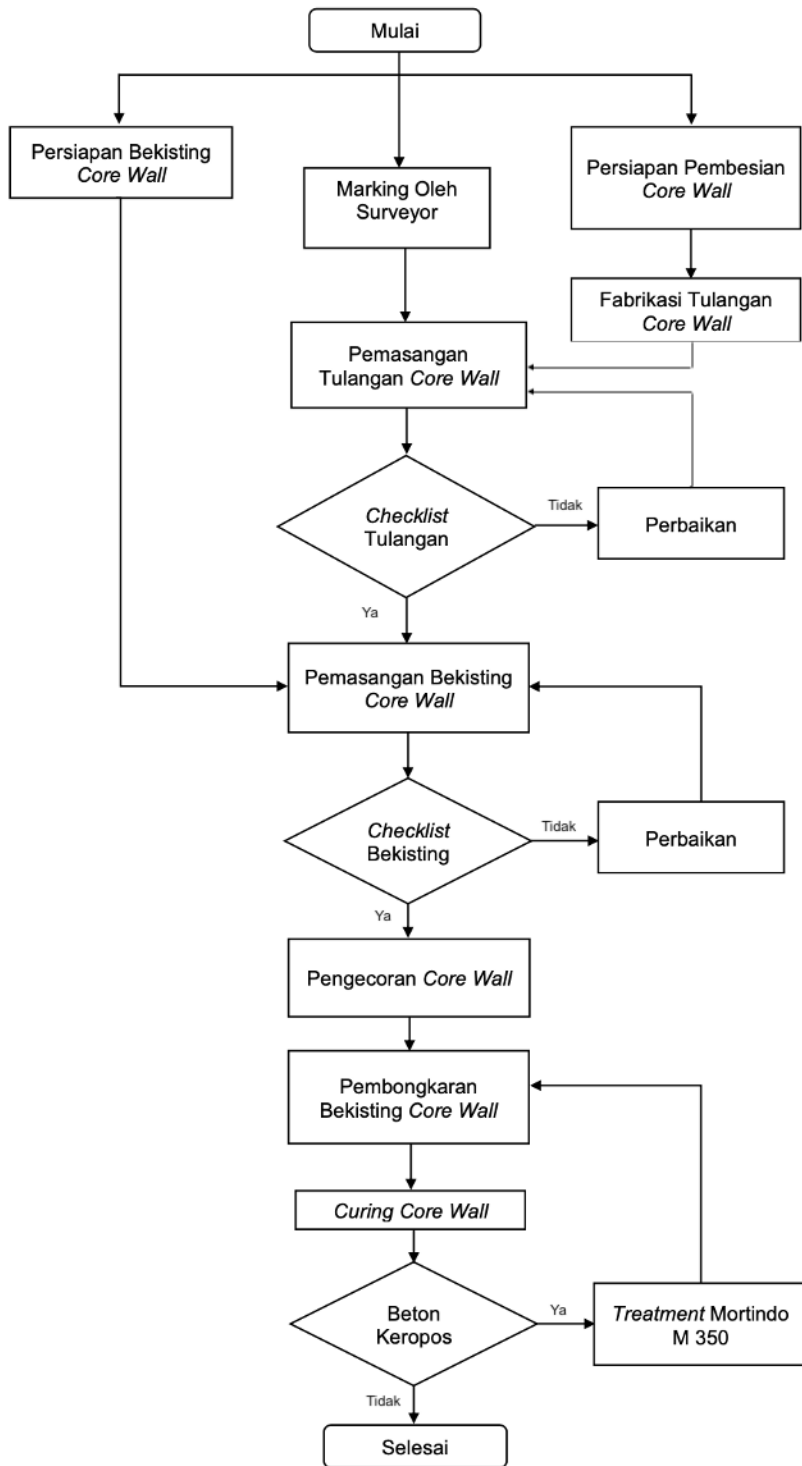 Mulai
Persiapan Bekisting
Core Wall
Marking Oleh
Surveyor
Persiapan Pembesian
Core Wall
Fabrikasi Tulangan
Core Wall
Pemasangan
Tulangan Core Wall
Checklist
Tulangan
Tidak
Perbaikan
Ya
Pemasangan Bekisting
Core Wall
Checklist
Bekisting
Tidak
Perbaikan
Ya
Pengecoran Core Wall
Pembongkaran
Bekisting Core Wall
Curing Core Wall
Beton
Keropos
Ya
Treatment Mortindo
M 350
Tidak
Selesai